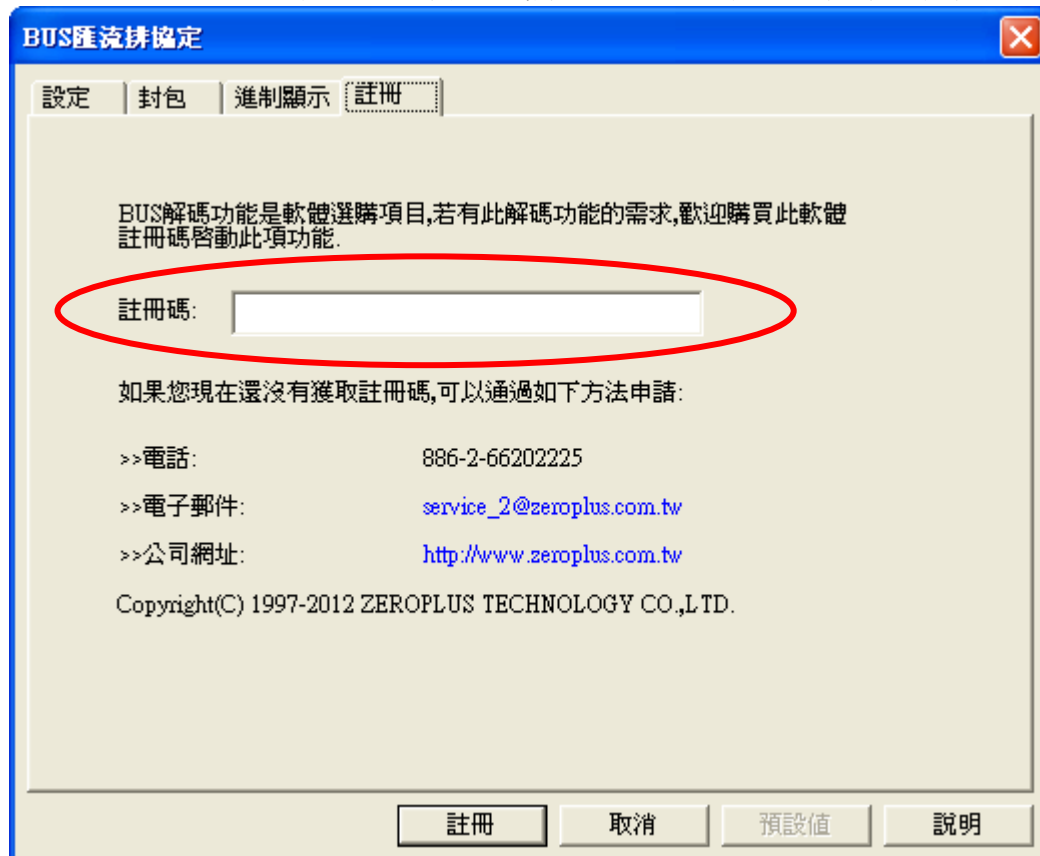 BUS匯流排協定
設定 封包 進制顯示 註冊
BUS解碼功能是軟體選購項目,若有此解碼功能的需求,歡迎購買此軟體
註冊碼啓動此項功能.
註冊碼:
如果您現在還沒有獲取註冊碼,可以通過如下方法申請:
>>電話: 886-2-66202225
>>電子郵件: service_2@zeroplus.com.tw
>>公司網址: http://www.zeroplus.com.tw
Copyright(C) 1997-2012 ZEROPLUS TECHNOLOGY CO.,LTD.
註冊 取消 預設值 說明